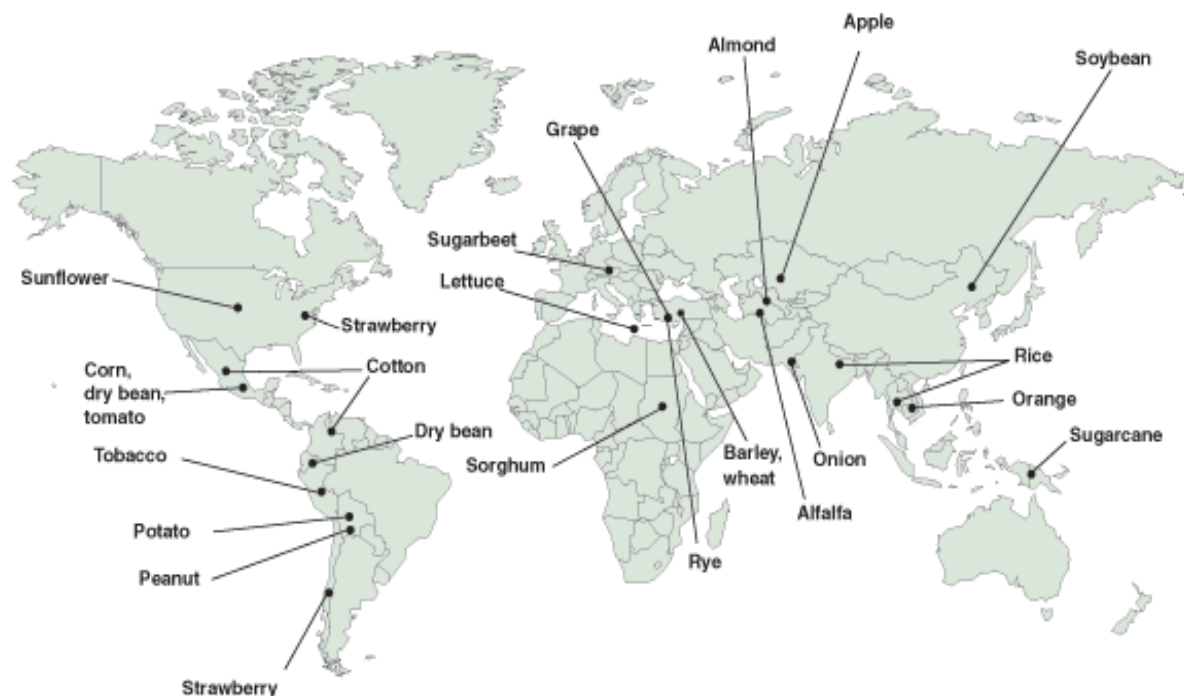 Apple
Almond
Soybean
Grape
Sugarbeet
Lettuce
Sunflower
Strawberry
Corn,
dry bean,
tomato
Cotton
Rice
Orange
Dry bean
Tobacco
Sorghum
Barley,
wheat
Onion
Sugarcane
Alfalfa
Potato
Rye
Peanut
Strawberry